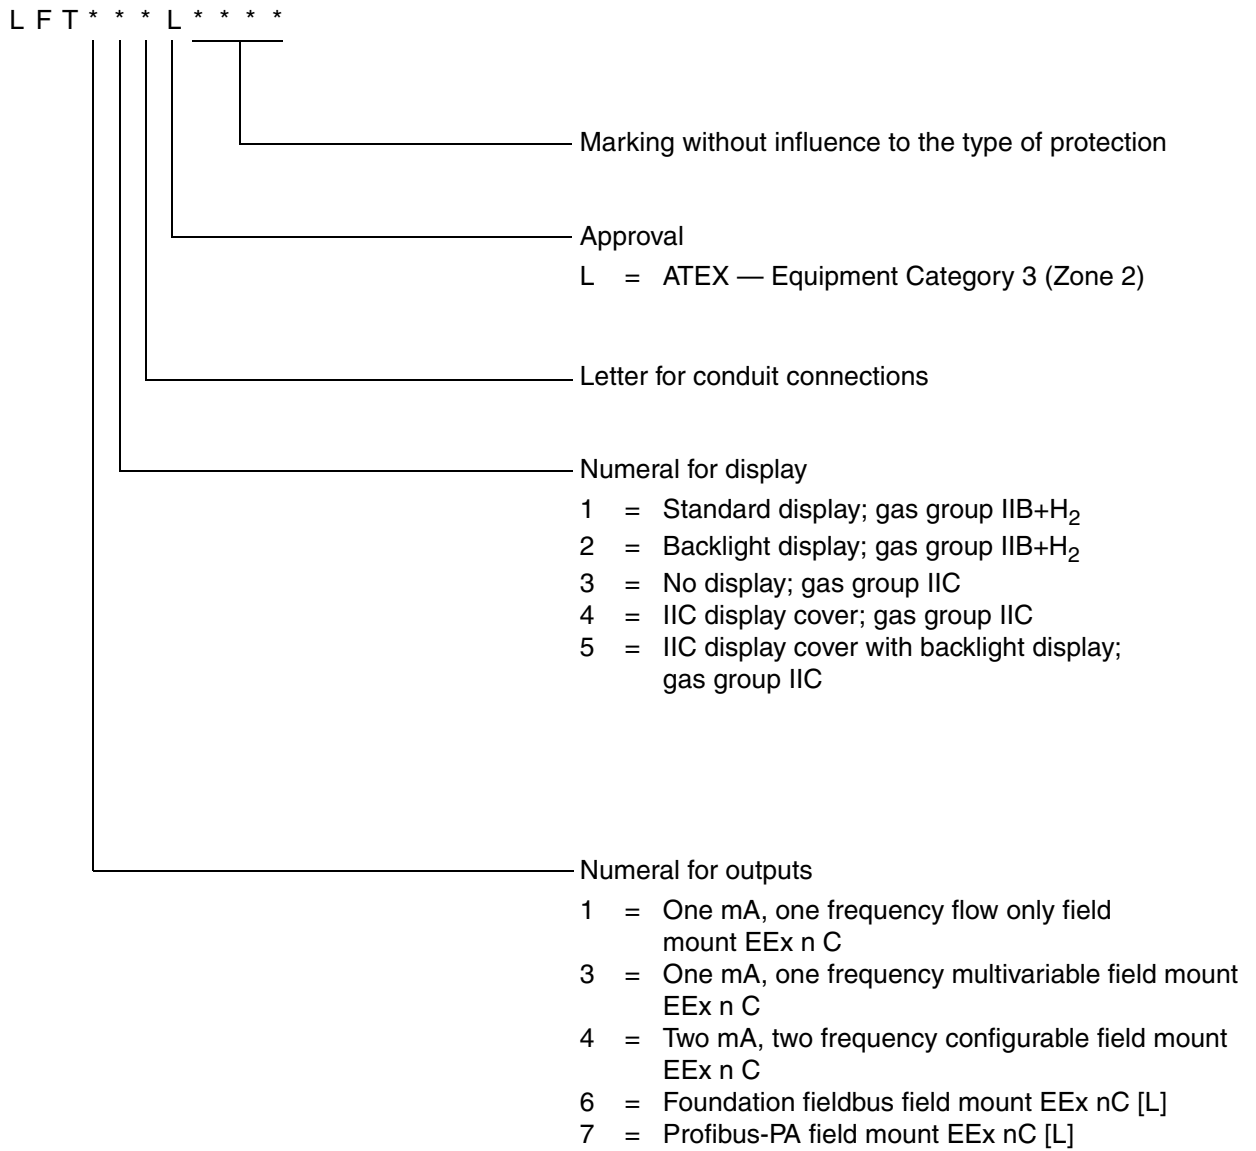 L F T * * * L * * * *
Marking without influence to the type of protection
Approval
L = ATEX — Equipment Category 3 (Zone 2)
Letter for conduit connections
Numeral for display
1 = Standard display; gas group IIB+H2
2 = Backlight display; gas group IIB+H2
3 = No display; gas group IIC
4 = IIC display cover; gas group IIC
5 = IIC display cover with backlight display;
gas group IIC
Numeral for outputs
1 = One mA, one frequency flow only field
mount EEx n C
3 = One mA, one frequency multivariable field mount
EEx n C
4 = Two mA, two frequency configurable field mount
EEx n C
6 = Foundation fieldbus field mount EEx nC [L]
7 = Profibus-PA field mount EEx nC [L]